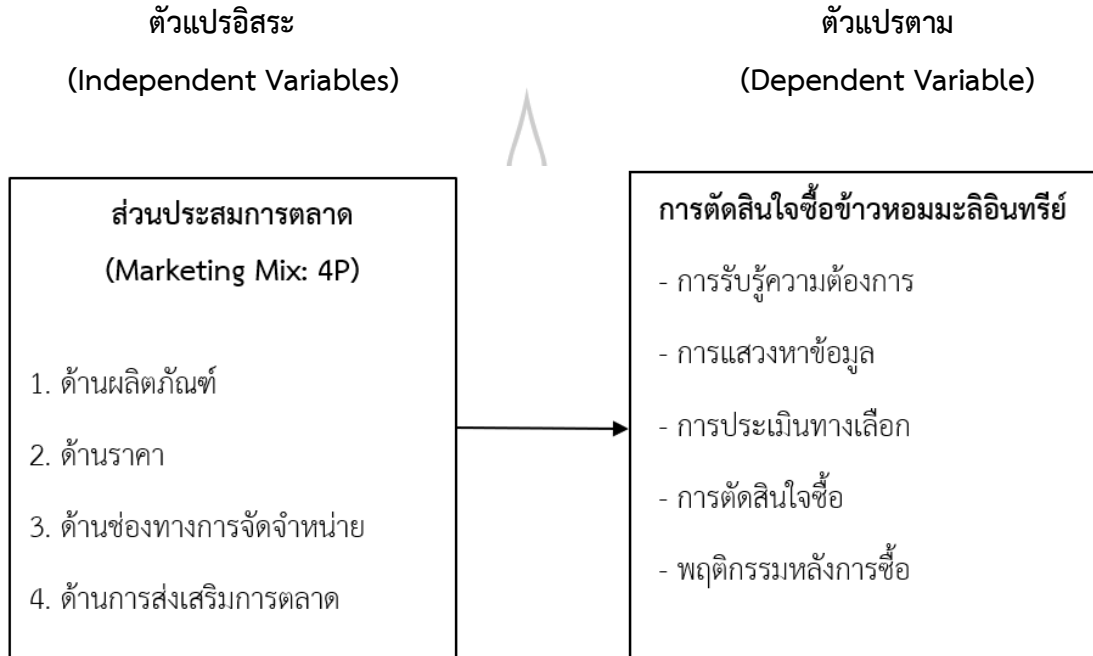 ตัวแปรอิสระ
(Independent Variables)
ตัวแปรตาม
(Dependent Variable)
ส่วนประสมการตลาด
(Marketing Mix: 4P)
1. ด้านผลิตภัณฑ์
2. ด้านราคา
3. ด้านช่องทางการจัดจำหน่าย
4. ด้านการส่งเสริมการตลาด
การตัดสินใจซื้อข้าวหอมมะลิอินทรีย์
- การรับรู้ความต้องการ
- การแสวงหาข้อมูล
- การประเมินทางเลือก
- การตัดสินใจซื้อ
- พฤติกรรมหลังการซื้อ